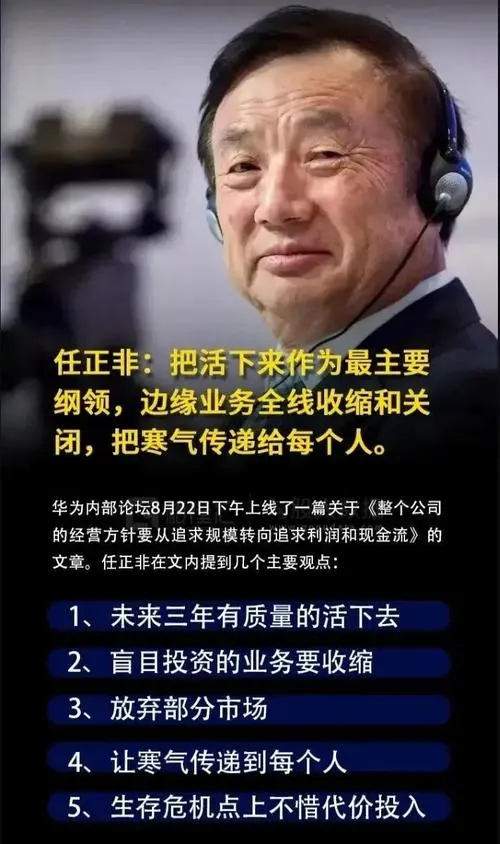 任正非：把活下来作为最主要
纲领，边缘业务全线收缩和关
闭，把寒气传递给每个人。
华为内部论坛8月22日下午上线了一篇关于《整个公司
的经营方针要从追求规模转向追求利润和现金流》的
文章。任正非在文内提到几个主要观点：
1、未来三年有质量的活下去
2、盲目投资的业务要收缩
3、放弃部分市场
4、让寒气传递到每个人
5、生存危机点上不惜代价投入